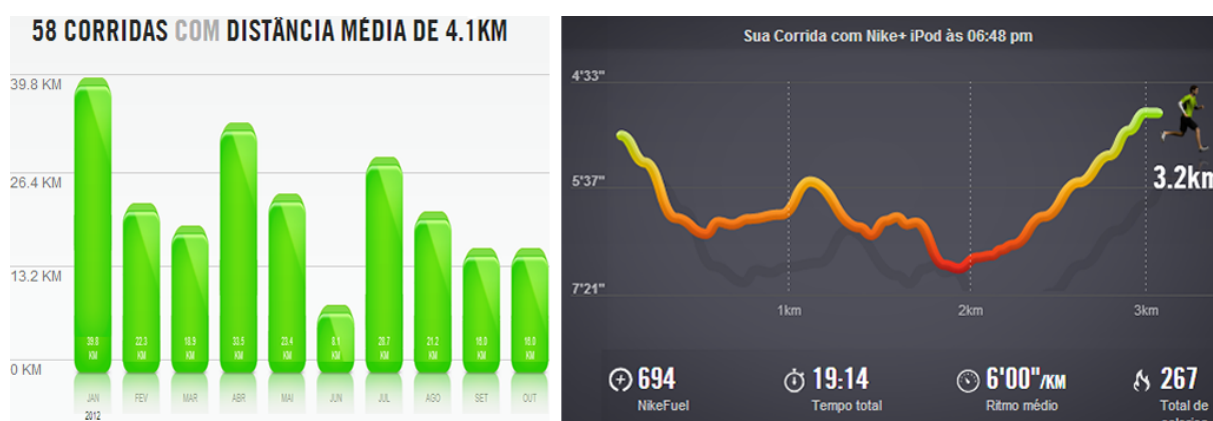 58 CORRIDAS COM DISTÂNCIA MÉDIA DE 4.1KM
39.8 KM
26.4 KM
13.2 KM
0 KM
39.8 KM
22.3 KM
18.9 KM
33.5 KM
23.4 KM
8.1 KM
28.7 KM
21.2 KM
16.0 KM
16.0 KM
JAN FEV MAR ABR MAI JUN JUL AGO SET OUT
2012
Sua Corrida com Nike+ iPod às 06:48 pm
4'33"
5'37"
7'21"
3.2km
1km 2km 3km
694 19:14 6'00"/KM 267
NikeFuel Tempo total Ritmo médio Total de